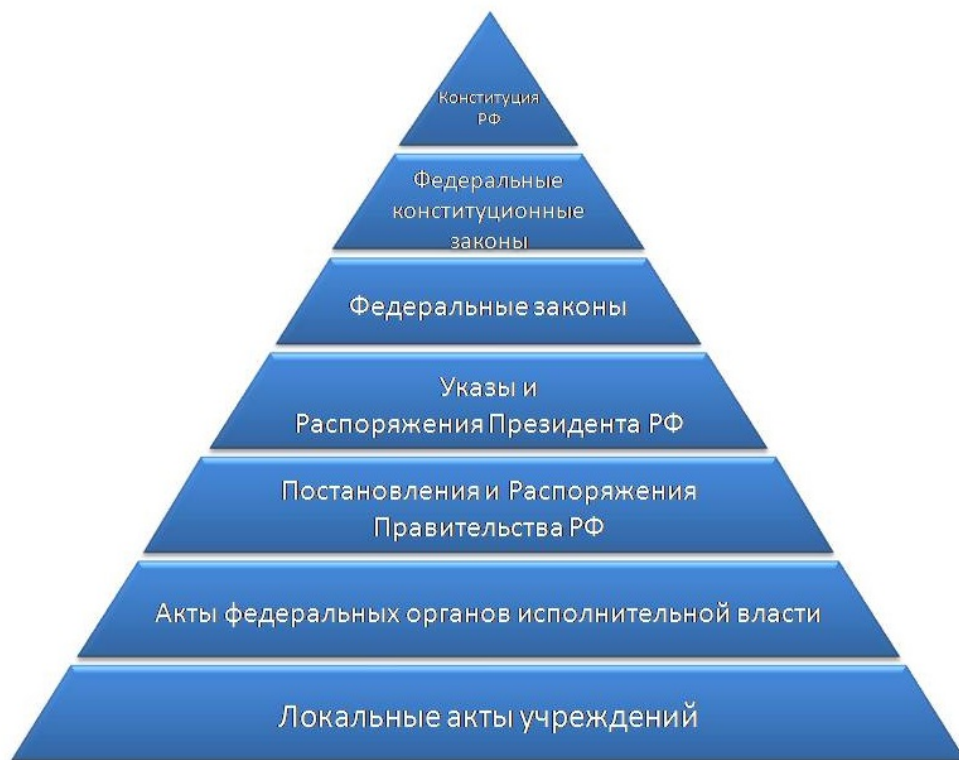 Конституция
РФ
Федеральные
конституционные
законы
Федеральные законы
Указы и
Распоряжения Президента РФ
Постановления и Распоряжения
Правительства РФ
Акты федеральных органов исполнительной власти
Локальные акты учреждений